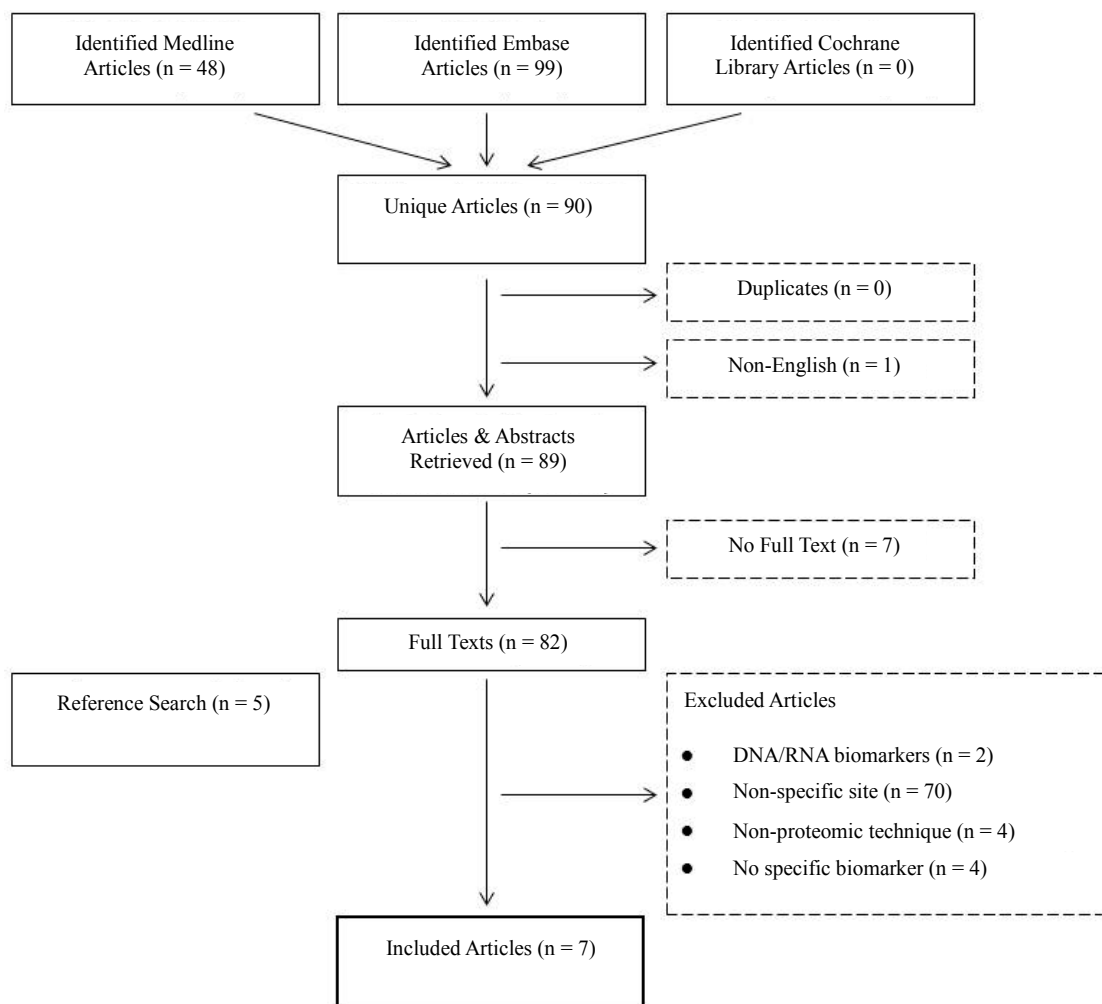 Identified Medline
Articles (n = 48)
Identified Embase
Articles (n = 99)
Identified Cochrane
Library Articles (n = 0)
Unique Articles (n = 90)
Duplicates (n = 0)
Non-English (n = 1)
Articles & Abstracts
Retrieved (n = 89)
No Full Text (n = 7)
Full Texts (n = 82)
Reference Search (n = 5)
Excluded Articles
● DNA/RNA biomarkers (n = 2)
● Non-specific site (n = 70)
● Non-proteomic technique (n = 4)
● No specific biomarker (n = 4)
Included Articles (n = 7)